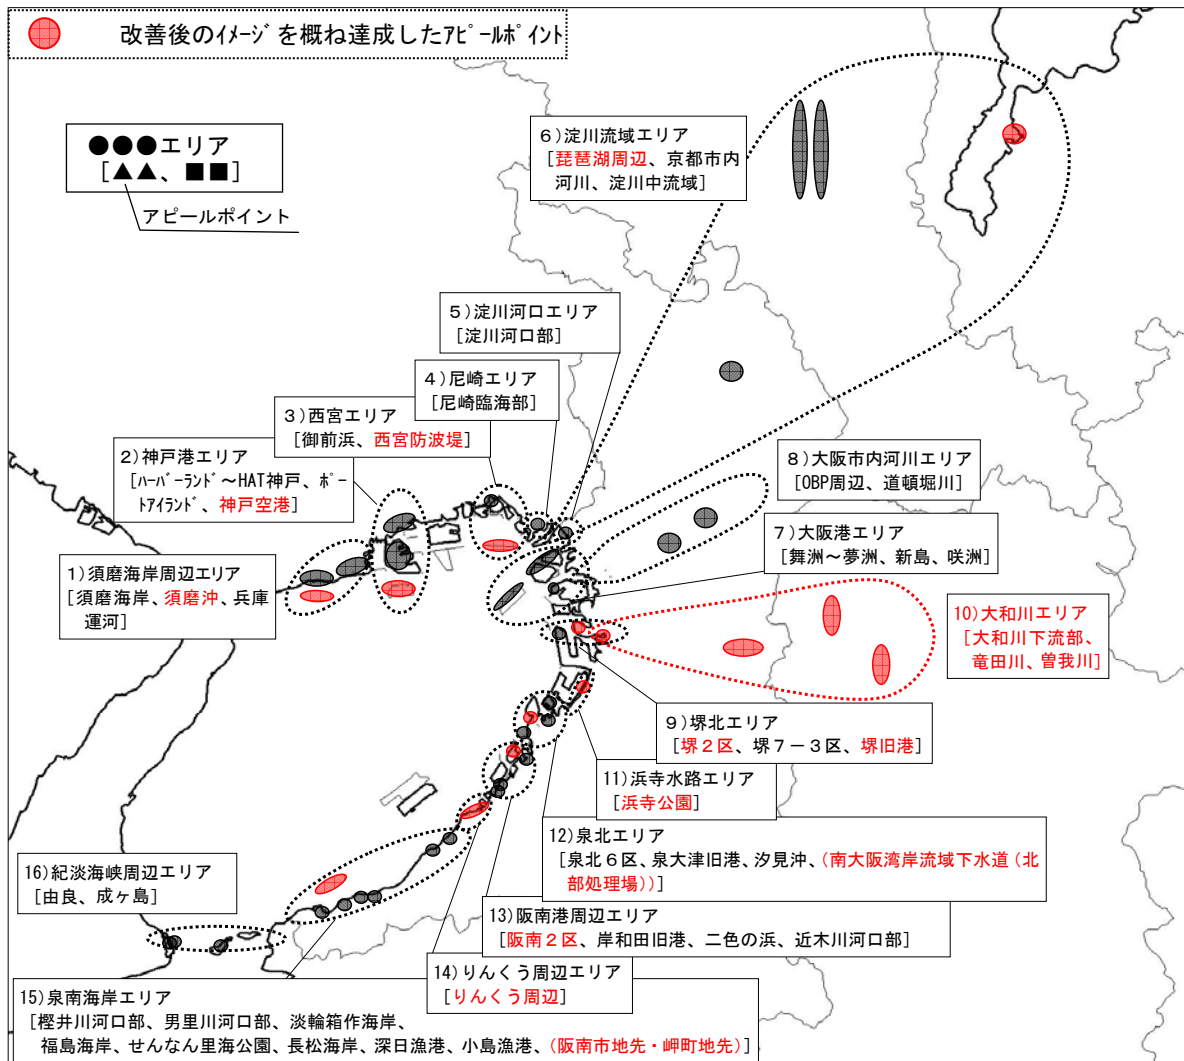 改善後のｲﾒｰｼﾞを概ね達成したｱﾋﾟｰﾙﾎﾟｲﾝﾄ
●●●エリア
[▲▲、■■]
アピールポイント
6)淀川流域エリア
[琵琶湖周辺、京都市内
河川、淀川中流域]
5)淀川河口エリア
[淀川河口部]
4)尼崎エリア
[尼崎臨海部]
3)西宮エリア
[御前浜、西宮防波堤]
2)神戸港エリア
[ﾊｰﾊﾞｰﾗﾝﾄﾞ～HAT神戸、ﾎﾟｰ
ﾄｱｲﾗﾝﾄﾞ、神戸空港]
1)須磨海岸周辺エリア
[須磨海岸、須磨沖、兵庫
運河]
8)大阪市内河川エリア
[OBP周辺、道頓堀川]
7)大阪港エリア
[舞洲～夢洲、新島、咲洲]
10)大和川エリア
[大和川下流部、
竜田川、曽我川]
9)堺北エリア
[堺２区、堺７－３区、堺旧港]
11)浜寺水路エリア
[浜寺公園]
12)泉北エリア
[泉北６区、泉大津旧港、汐見沖、(南大阪湾岸流域下水道(北
部処理場))]
13)阪南港周辺エリア
[阪南２区、岸和田旧港、二色の浜、近木川河口部]
14)りんくう周辺エリア
[りんくう周辺]
16)紀淡海峡周辺エリア
[由良、成ヶ島]
15)泉南海岸エリア
[樫井川河口部、男里川河口部、淡輪箱作海岸、
福島海岸、せんなん里海公園、長松海岸、深日漁港、小島漁港、(阪南市地先・岬町地先)]